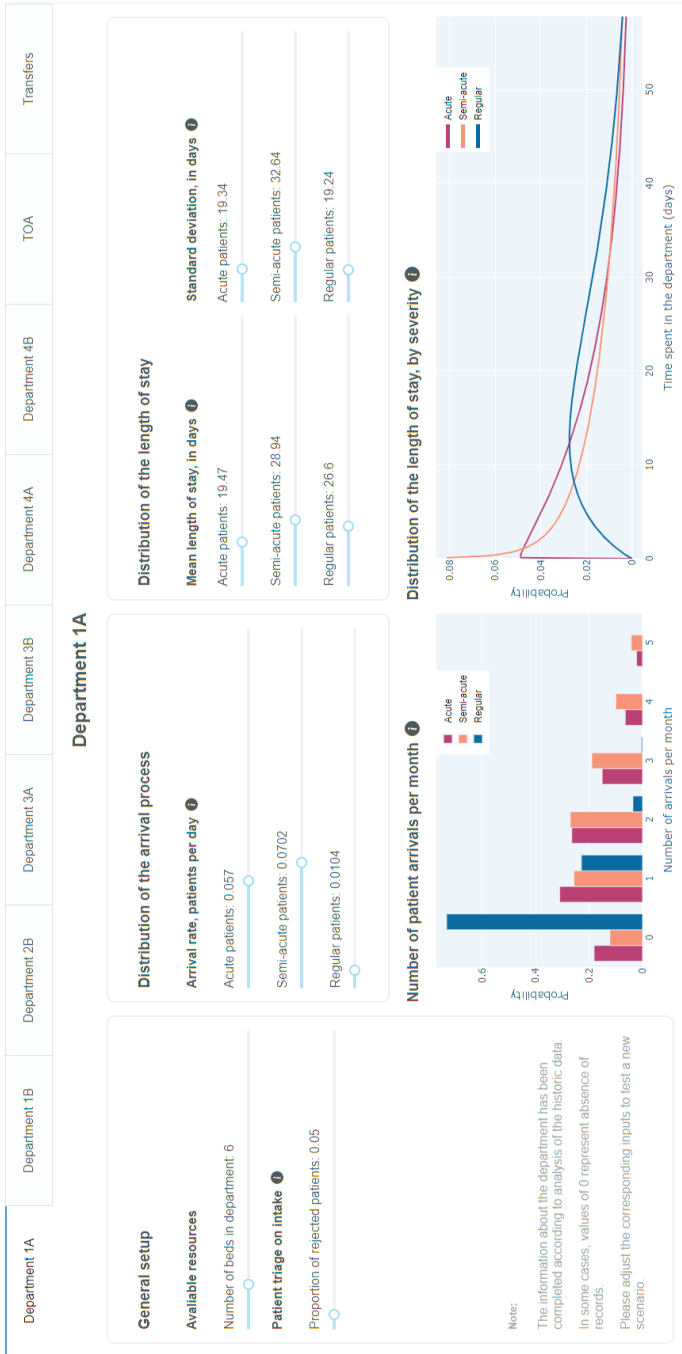 Department 1A
Department 1B
Department 2B
Department 3A
Department 3B
Department 4A
Department 4B
TOA
Transfers
Department 1A
General setup
Avaliable resources
Number of beds in department: 6
Patient triage on intake i
Proportion of rejected patients: 0.05
Note:
The information about the department has been
completed according to analysis of the historic data.
In some cases, values of 0 represent absence of
records.
Please adjust the corresponding inputs to test a new
scenario.
Distribution of the arrival process
Arrival rate, patients per day i
Acute patients: 0.057
Semi-acute patients: 0.0702
Regular patients: 0.0104
Distribution of the length of stay
Mean length of stay, in days i
Acute patients: 19.47
Semi-acute patients: 28.94
Regular patients: 26.6
Standard deviation, in days i
Acute patients: 19.34
Semi-acute patients: 32.64
Regular patients: 19.24
Number of patient arrivals per month i
Acute
Semi-acute
Regular
Probability
0.6
0.4
0.2
0
0
1
2
3
4
5
Number of arrivals per month
Distribution of the length of stay, by severity i
Acute
Semi-acute
Regular
Probability
0.08
0.06
0.04
0.02
0
0
10
20
30
40
50
Time spent in the department (days)